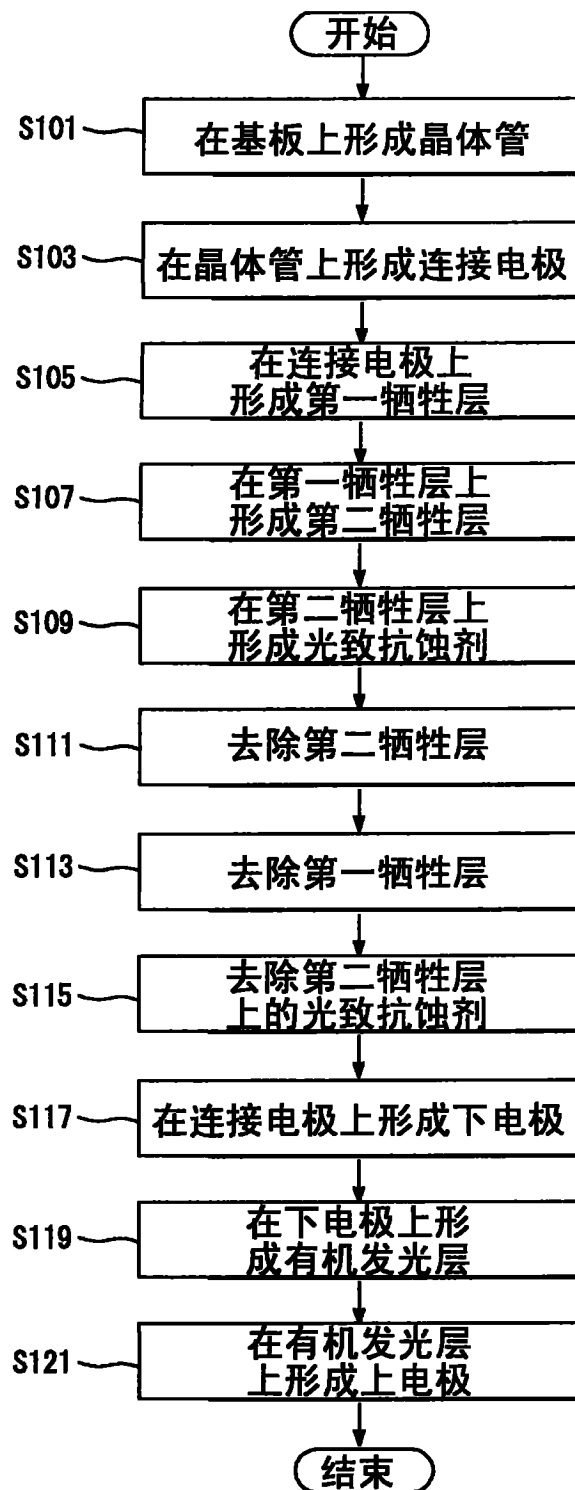 开始
S101
在基板上形成晶体管
S103
在晶体管上形成连接电极
S105
在连接电极上
形成第一牺牲层
S107
在第一牺牲层上
形成第二牺牲层
S109
在第二牺牲层上
形成光致抗蚀剂
S111
去除第二牺牲层
S113
去除第一牺牲层
S115
去除第二牺牲层
上的光致抗蚀剂
S117
在连接电极上形成下电极
S119
在下电极上形
成有机发光层
S121
在有机发光层
上形成上电极
结束